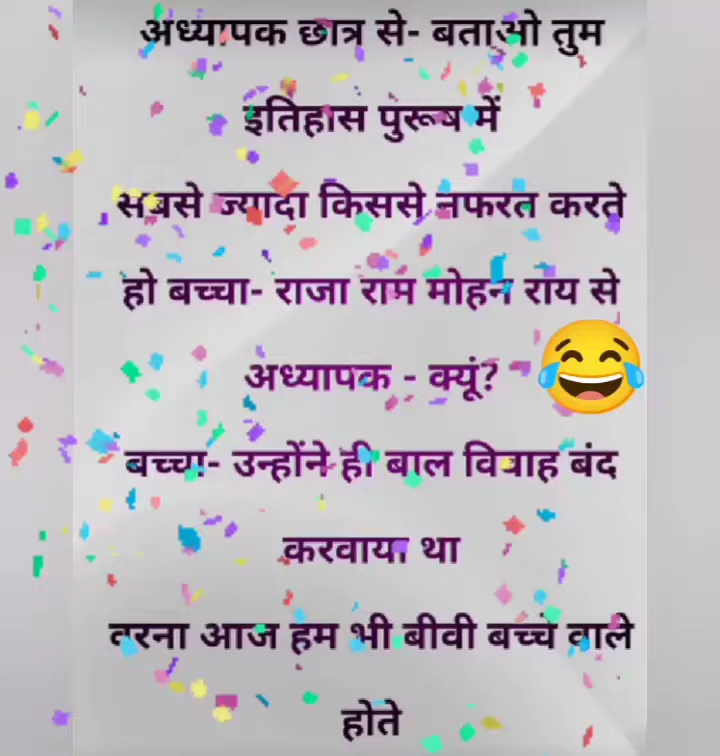 अध्यापक छात्र से- बताओ तुम
इतिहास पुरूष में
सबसे ज्यादा किससे नफरत करते
हो बच्चा- राजा राम मोहन राय से
अध्यापक - क्यूं?
बच्चा- उन्होंने ही बाल विवाह बंद
करवाया था
वरना आज हम भी बीवी बच्चे वाले
होते